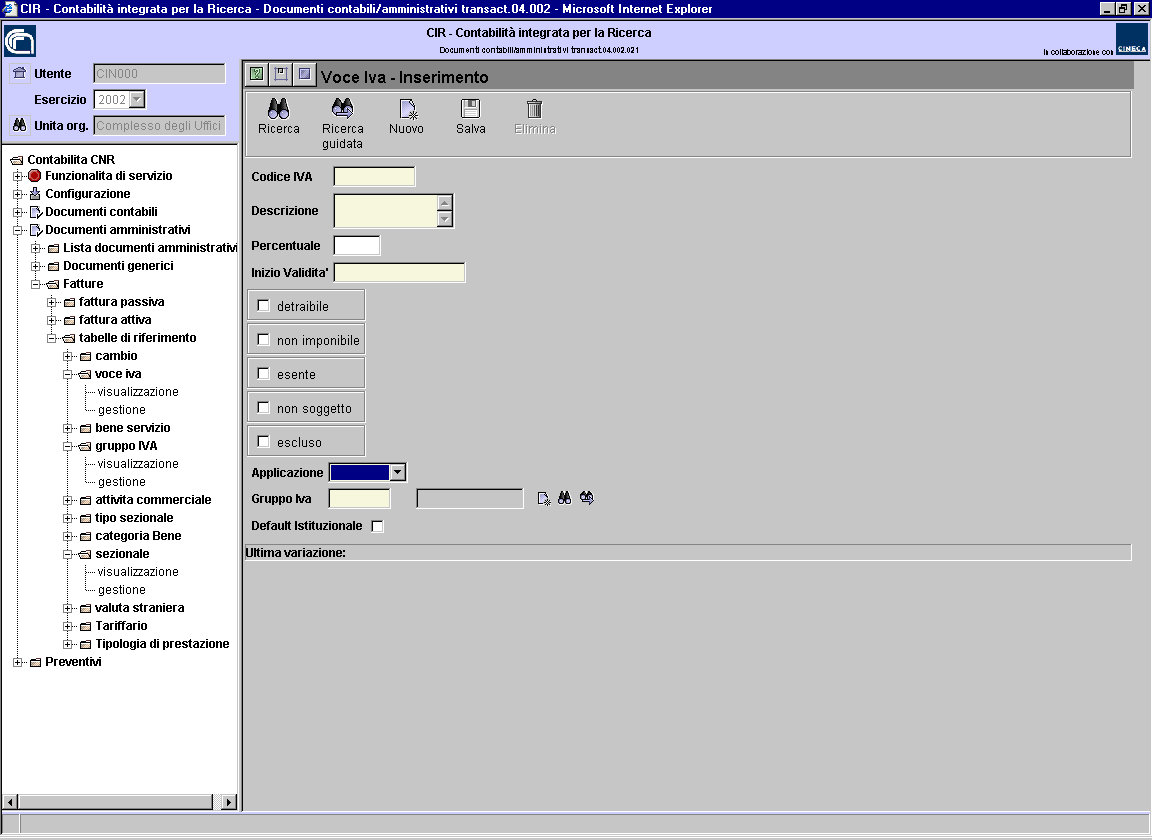 CIR - Contabilità integrata per la Ricerca - Documenti contabili/amministrativi transact.04.002 - Microsoft Internet Explorer
CIR - Contabilità integrata per la Ricerca
Documenti contabili/amministrativi transact.04.002.021
In collaborazione con
CINECA
Utente CIN000
Esercizio 2002
Unita org. Complesso degli Uffici
Contabilita CNR
Funzionalita di servizio
Configurazione
Documenti contabili
Documenti amministrativi
Lista documenti amministrativi
Documenti generici
Fatture
fattura passiva
fattura attiva
tabelle di riferimento
cambio
voce iva
visualizzazione
gestione
bene servizio
gruppo IVA
visualizzazione
gestione
attivita commerciale
tipo sezionale
categoria Bene
sezionale
visualizzazione
gestione
valuta straniera
Tariffario
Tipologia di prestazione
Preventivi
Voce Iva - Inserimento
Ricerca
Ricerca guidata
Nuovo
Salva
Elimina
Codice IVA
Descrizione
Percentuale
Inizio Validita'
detraibile
non imponibile
esente
non soggetto
escluso
Applicazione
Gruppo Iva
Default Istituzionale
Ultima variazione: